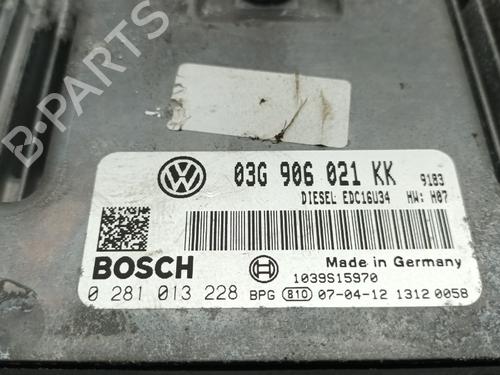 B-PARTS
03G 906 021 KK 9183
DIESEL EDC16U34 HW: H07
BOSCH
Made in Germany
1039S15970
0 281 013 228 BPG 810 07-04-12 1312 0058